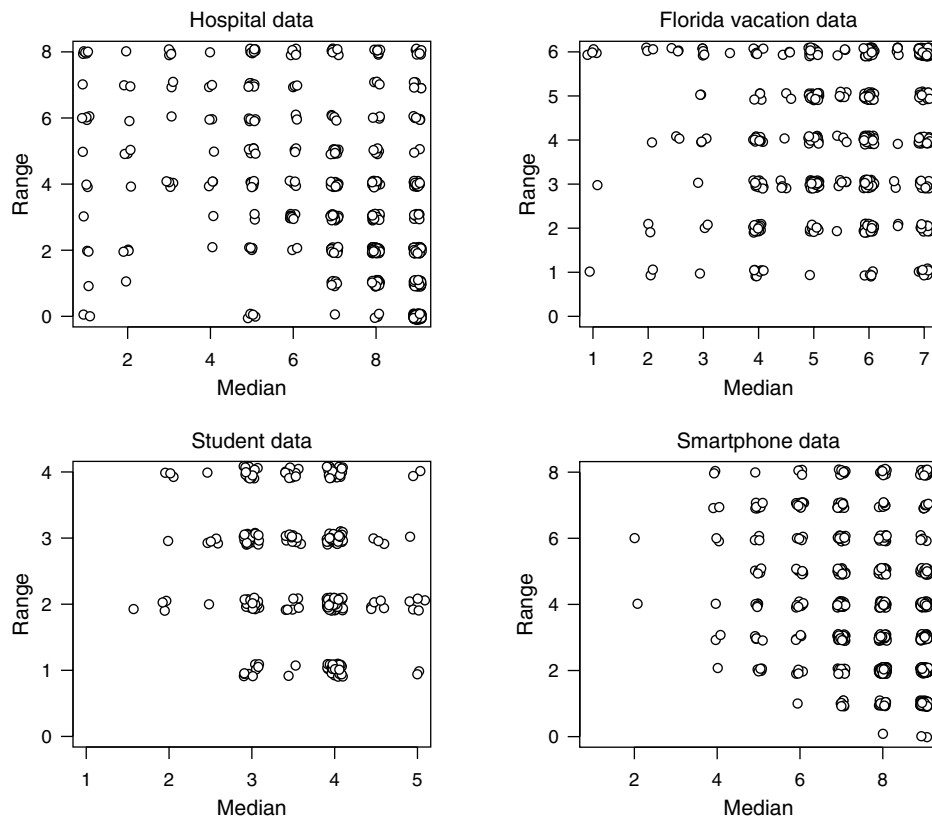 Hospital data
8
6
4
2
0
Range
2 4 6 8
Median
Florida vacation data
6
5
4
3
2
1
0
Range
1 2 3 4 5 6 7
Median
Student data
4
3
2
1
0
Range
1 2 3 4 5
Median
Smartphone data
8
6
4
2
0
Range
2 4 6 8
Median